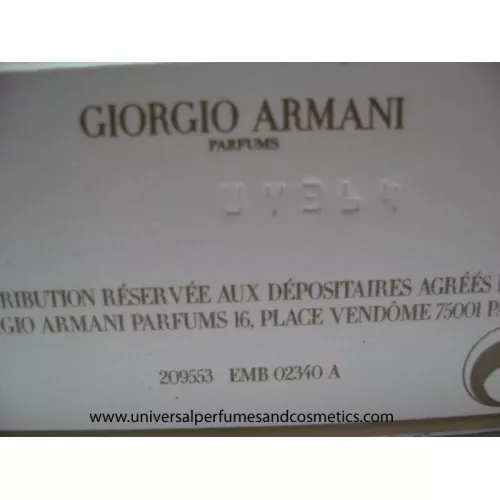 GIORGIO ARMANI
PARFUMS
RIBUTION RÉSERVÉE AUX DÉPOSITAIRES AGRÉÉS
GIO ARMANI PARFUMS 16, PLACE VENDÔME 75001 PA
209553 EMB 02340 A
www.universalperfumesandcosmetics.com